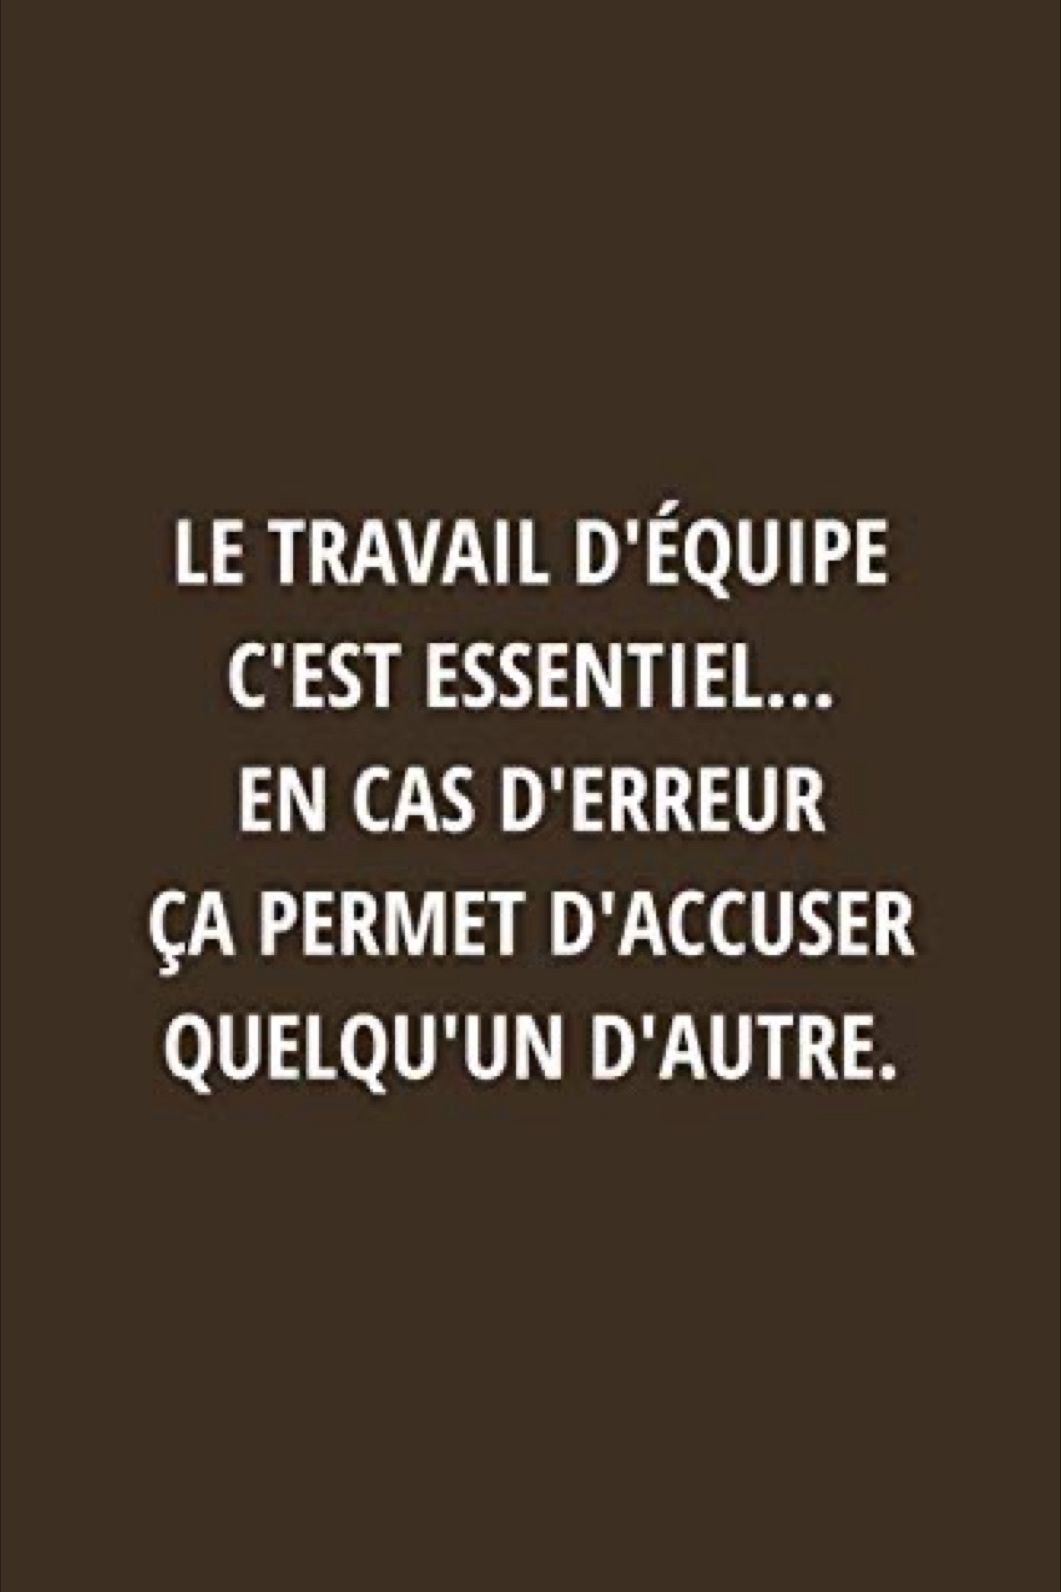 LE TRAVAIL D'ÉQUIPE
C'EST ESSENTIEL...
EN CAS D'ERREUR
ÇA PERMET D'ACCUSER
QUELQU'UN D'AUTRE.